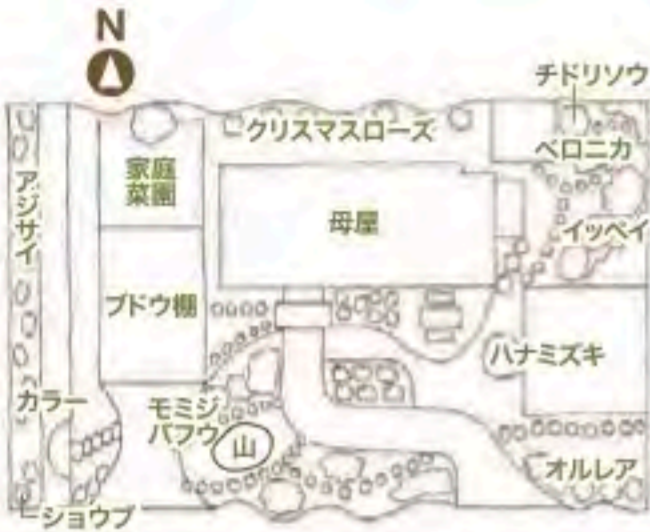 N
チドリソウ
クリスマスローズ
ベロニカ
家庭
菜園
アジサイ
母屋
イッペイ
ブドウ棚
ハナミズキ
カラー
モミジ
バフウ
山
オルレア
ショウブ